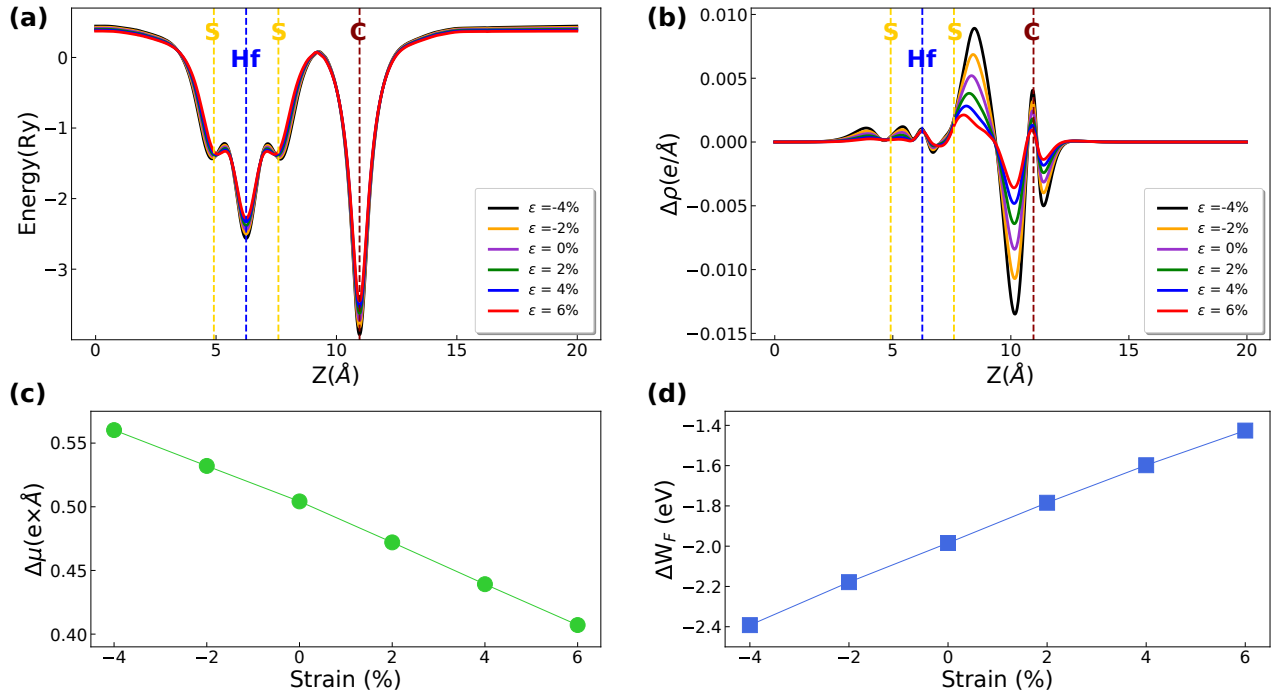 (a)
S
S
C
Hf
Energy(Ry)
0
−1
−2
−3
ε =-4%
ε =-2%
ε = 0%
ε = 2%
ε = 4%
ε = 6%
0
5
10
15
20
Z(Å)
(b)
S
S
C
Hf
Δρ(e/Å)
0.010
0.005
0.000
−0.005
−0.010
−0.015
ε =-4%
ε =-2%
ε = 0%
ε = 2%
ε = 4%
ε = 6%
0
5
10
15
20
Z(Å)
(c)
Δμ(e×Å)
0.55
0.50
0.45
0.40
−4
−2
0
2
4
6
Strain (%)
(d)
ΔW_F (eV)
−1.4
−1.6
−1.8
−2.0
−2.2
−2.4
−4
−2
0
2
4
6
Strain (%)